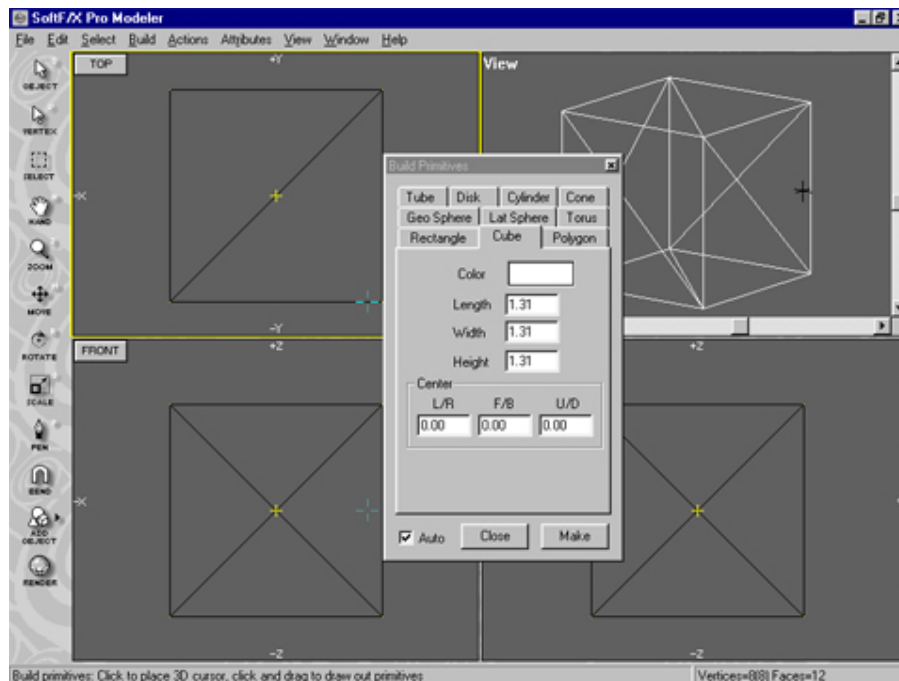 SoftF/X Pro Modeler
File Edit Select Build Actions Attributes View Window Help
OBJECT
VERTEX
SELECT
HAND
ZOOM
MOVE
ROTATE
SCALE
PEN
BEND
ADD OBJECT
RENDER
TOP
+Y
-X
-Y
View
FRONT
+Z
-X
-Z
+Z
-Z
Build Primitives
Tube Disk Cylinder Cone
Geo Sphere Lat Sphere Torus
Rectangle Cube Polygon
Color
Length 1.31
Width 1.31
Height 1.31
Center
L/R F/B U/D
0.00 0.00 0.00
Auto Close Make
Build primitives: Click to place 3D cursor, click and drag to draw out primitives
Vertices=8(8) Faces=12